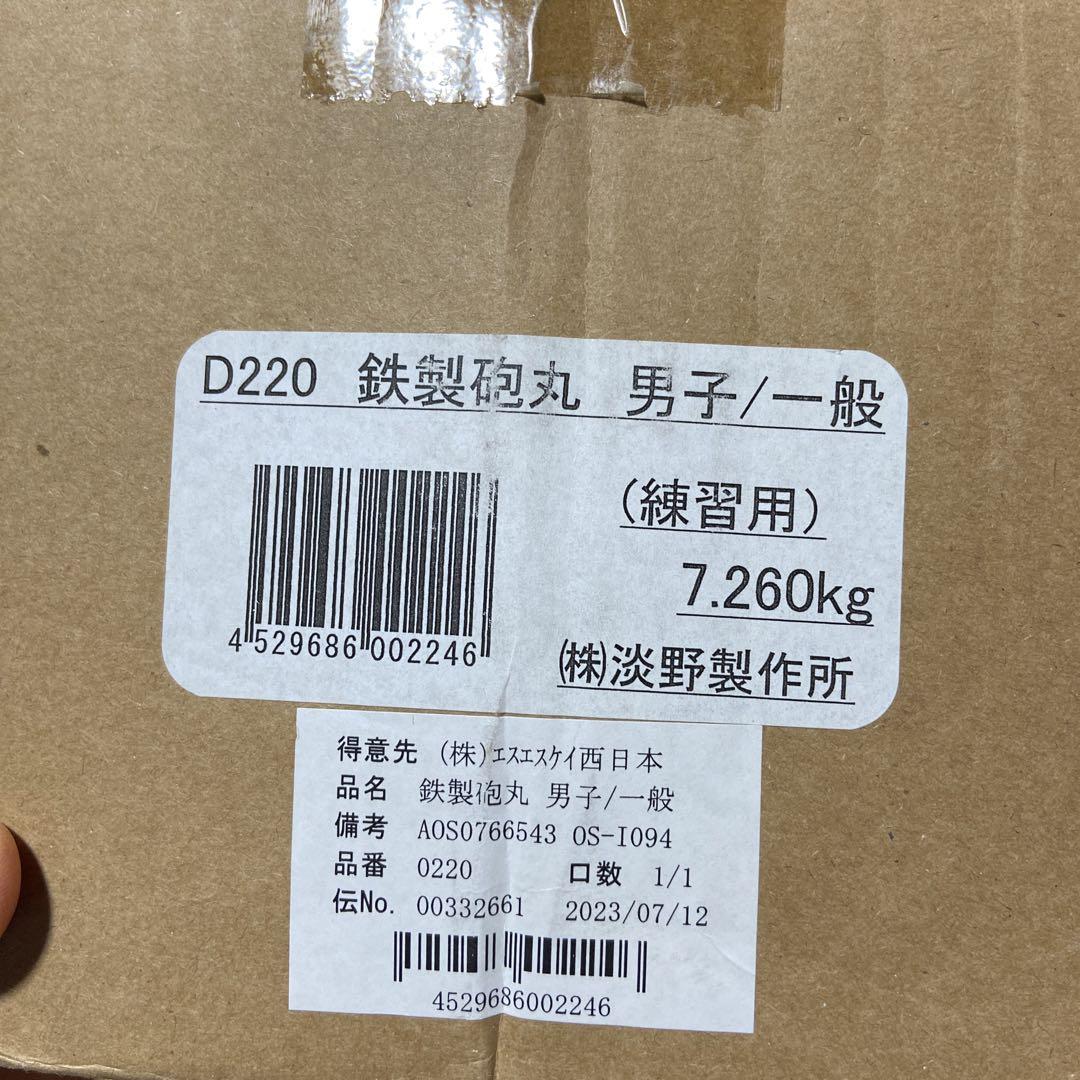 D220 鉄製砲丸 男子/一般
(練習用)
7.260kg
4 529686 002246
㈱淡野製作所
得意先 (株)ｴｽｴｽｹｲ西日本
品名 鉄製砲丸 男子/一般
備考 AOS0766543 OS-I094
品番 0220 口数 1/1
伝No. 00332661 2023/07/12
4529686002246